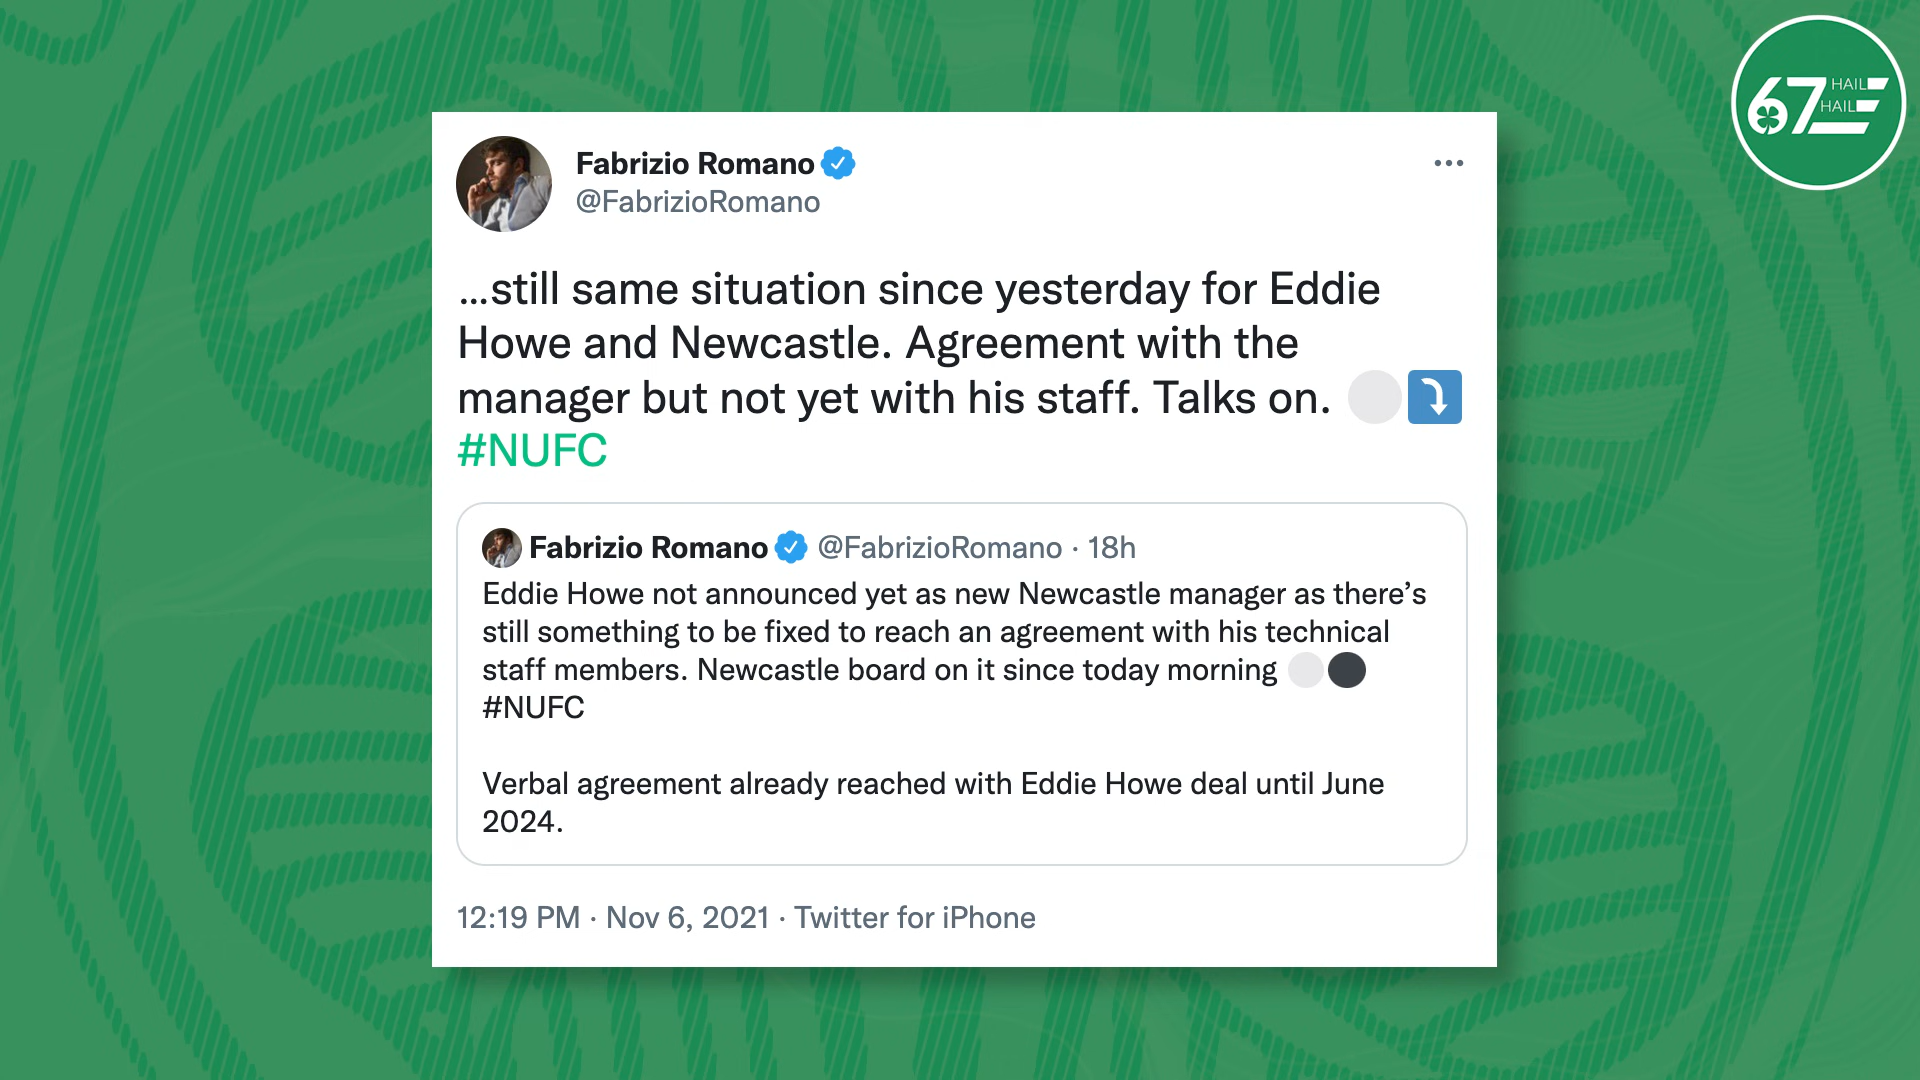 67 HAIL
HAIL
Fabrizio Romano
@FabrizioRomano
...still same situation since yesterday for Eddie
Howe and Newcastle. Agreement with the
manager but not yet with his staff. Talks on. ⚪⤵️
#NUFC
Fabrizio Romano @FabrizioRomano · 18h
Eddie Howe not announced yet as new Newcastle manager as there’s
still something to be fixed to reach an agreement with his technical
staff members. Newcastle board on it since today morning ⚪⚫
#NUFC
Verbal agreement already reached with Eddie Howe deal until June
2024.
12:19 PM · Nov 6, 2021 · Twitter for iPhone